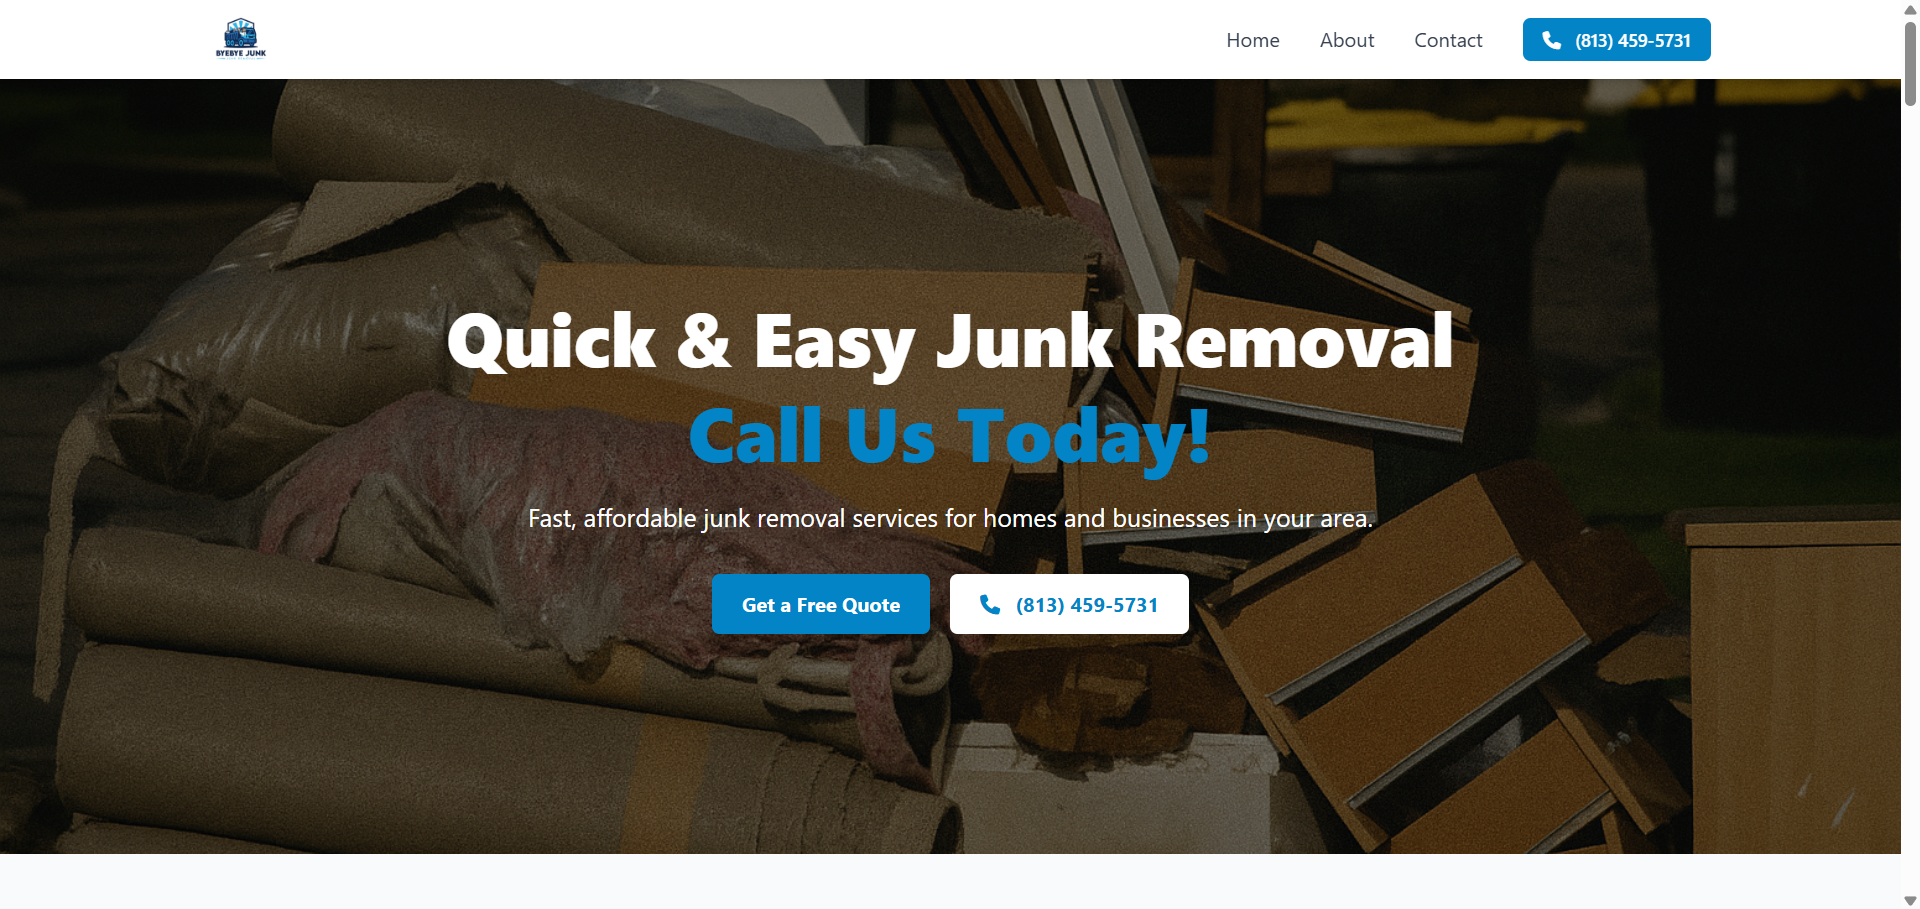 BYEBYE JUNK
Home
About
Contact
(813) 459-5731
Quick & Easy Junk Removal
Call Us Today!
Fast, affordable junk removal services for homes and businesses in your area.
Get a Free Quote
(813) 459-5731